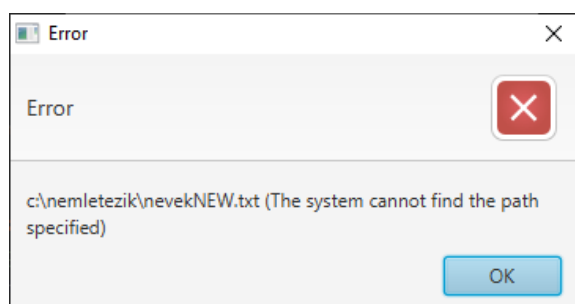 Error
Error
c:\nemletezik\nevekNEW.txt (The system cannot find the path
specified)
OK